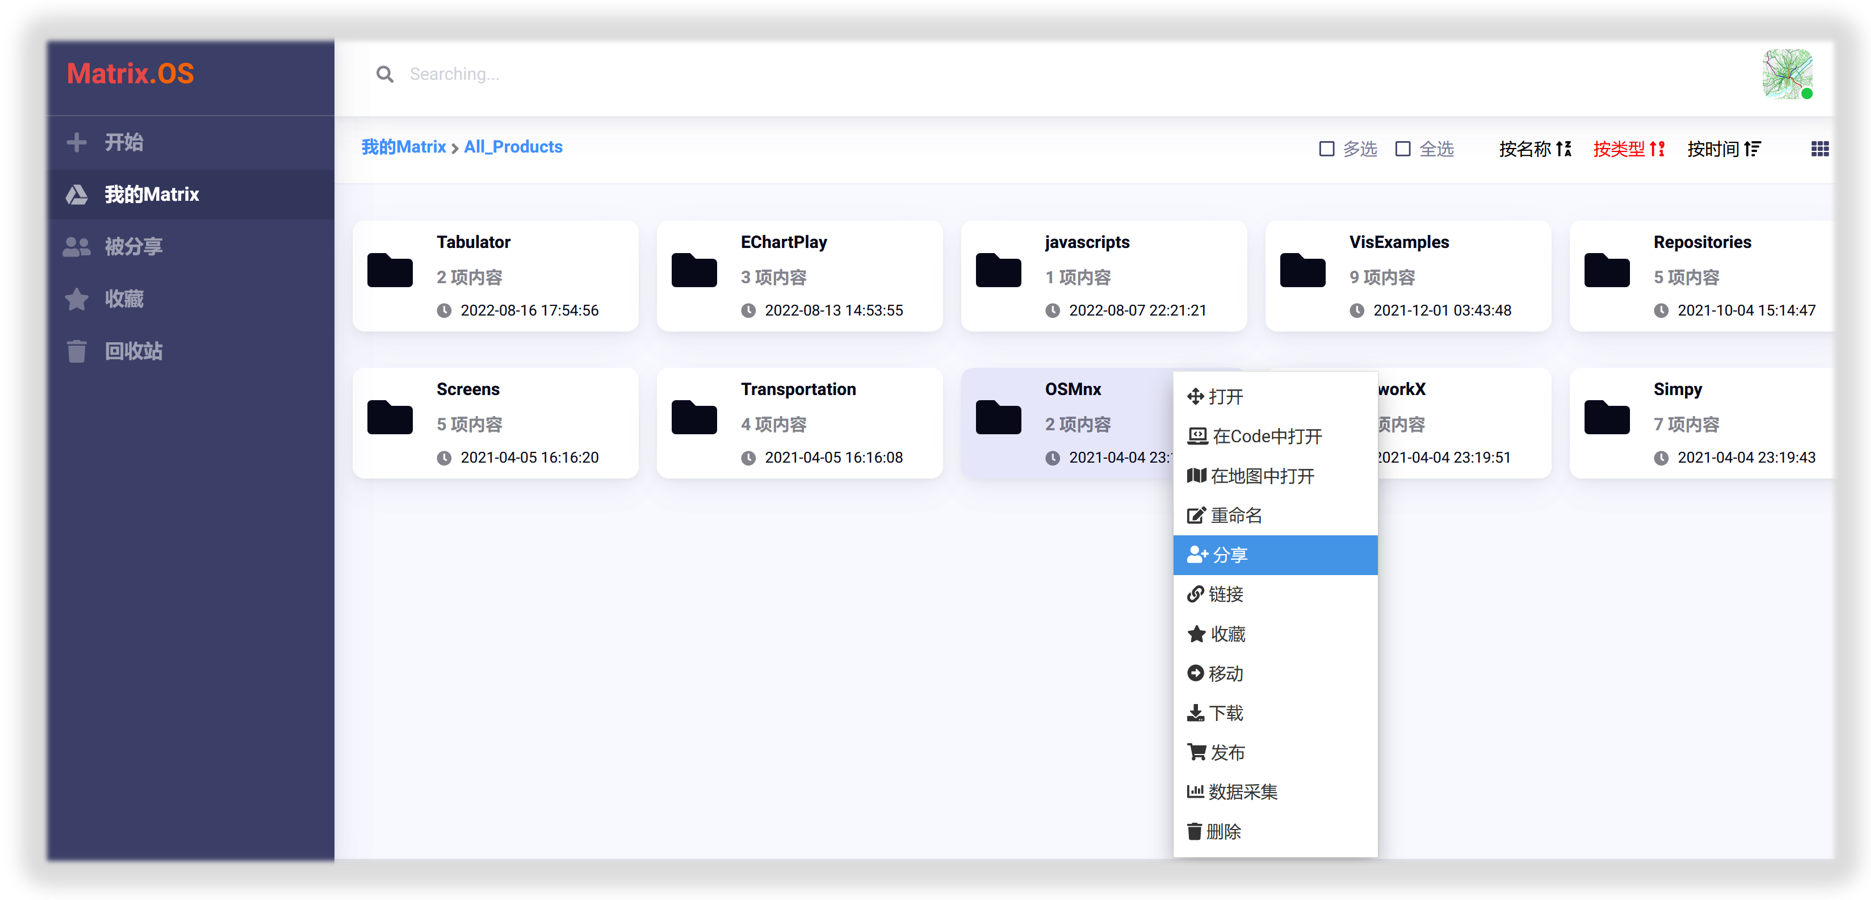 Matrix.OS
Searching...
开始
我的Matrix
被分享
收藏
回收站
我的Matrix > All_Products
多选 全选 按名称 按类型 按时间
Tabulator
2 项内容
2022-08-16 17:54:56
EChartPlay
3 项内容
2022-08-13 14:53:55
javascripts
1 项内容
2022-08-07 22:21:21
VisExamples
9 项内容
2021-12-01 03:43:48
Repositories
5 项内容
2021-10-04 15:14:47
Screens
5 项内容
2021-04-05 16:16:20
Transportation
4 项内容
2021-04-05 16:16:08
OSMnx
2 项内容
2021-04-04 23:
workX
项内容
2021-04-04 23:19:51
Simpy
7 项内容
2021-04-04 23:19:43
打开
在Code中打开
在地图中打开
重命名
分享
链接
收藏
移动
下载
发布
数据采集
删除